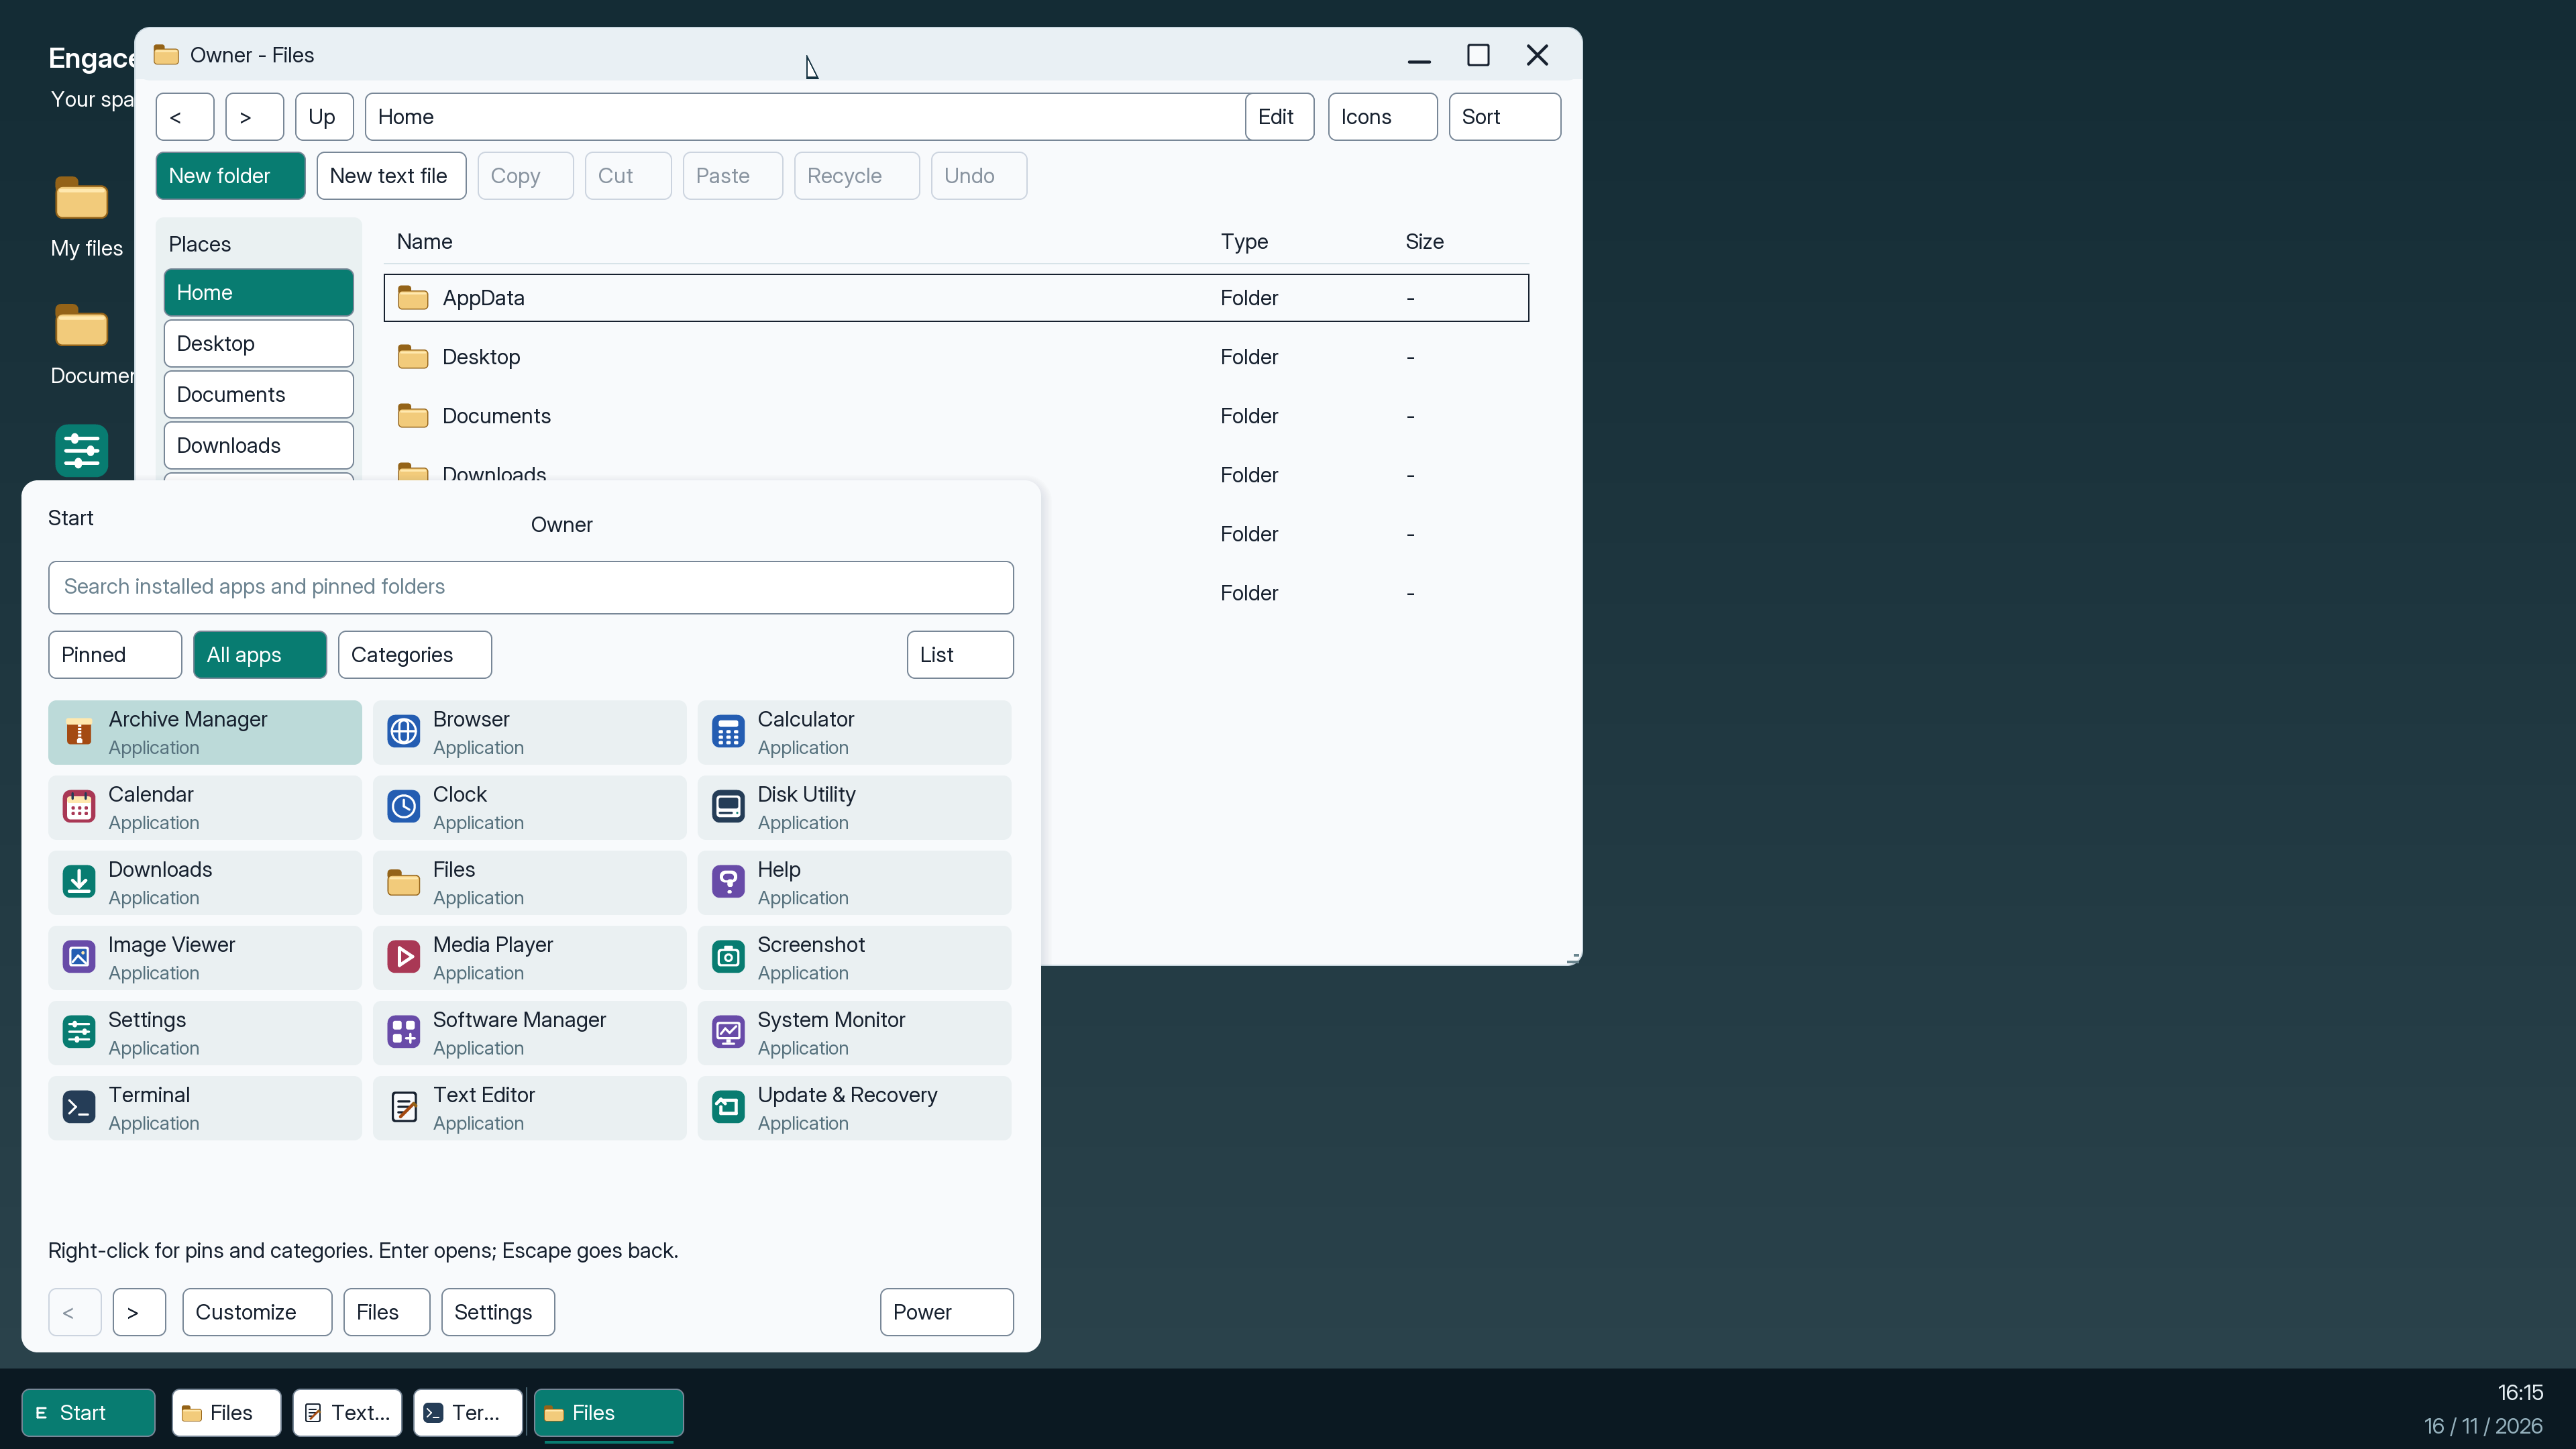 Engace
Your spa
My files
Documen
Owner - Files
< > Up Home Edit Icons Sort
New folder New text file Copy Cut Paste Recycle Undo
Places
Home
Desktop
Documents
Downloads
Name Type Size
AppData Folder -
Desktop Folder -
Documents Folder -
Downloads Folder -
Folder -
Folder -
Start
Owner
Search installed apps and pinned folders
Pinned All apps Categories List
Archive Manager Browser Calculator
Application Application Application
Calendar Clock Disk Utility
Application Application Application
Downloads Files Help
Application Application Application
Image Viewer Media Player Screenshot
Application Application Application
Settings Software Manager System Monitor
Application Application Application
Terminal Text Editor Update & Recovery
Application Application Application
Right-click for pins and categories. Enter opens; Escape goes back.
< > Customize Files Settings Power
E Start Files Text... Ter... Files
16:15
16 / 11 / 2026